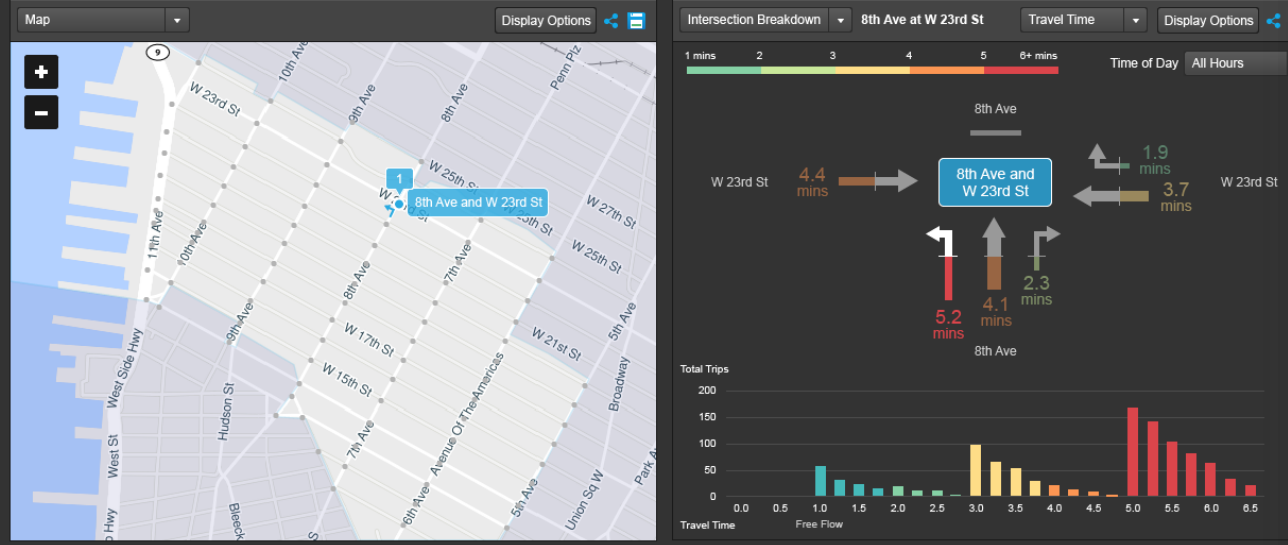 Map
Display Options
9
10th Ave
W 23rd St
9th Ave
8th Ave
Penn Plz
W 25th St
1
8th Ave and W 23rd St
W 27th St
W 25th St
11th Ave
10th Ave
8th Ave
7th Ave
9th Ave
W 17th St
W 15th St
W 21st St
5th Ave
Broadway
West Side Hwy
Hudson St
Avenue Of The Americas
7th Ave
West St
6th Ave
5th Ave
Union Sq W
Park A
Bleeck
o Hwy
S
Intersection Breakdown
8th Ave at W 23rd St
Travel Time
Display Options
1 mins 2 3 4 5 6+ mins
Time of Day
All Hours
8th Ave
W 23rd St
4.4
mins
8th Ave and
W 23rd St
1.9
mins
3.7
mins
W 23rd St
5.2
mins
4.1
mins
2.3
mins
8th Ave
Total Trips
200
150
100
50
0
0.0 0.5 1.0 1.5 2.0 2.5 3.0 3.5 4.0 4.5 5.0 5.5 6.0 6.5
Travel Time
Free Flow